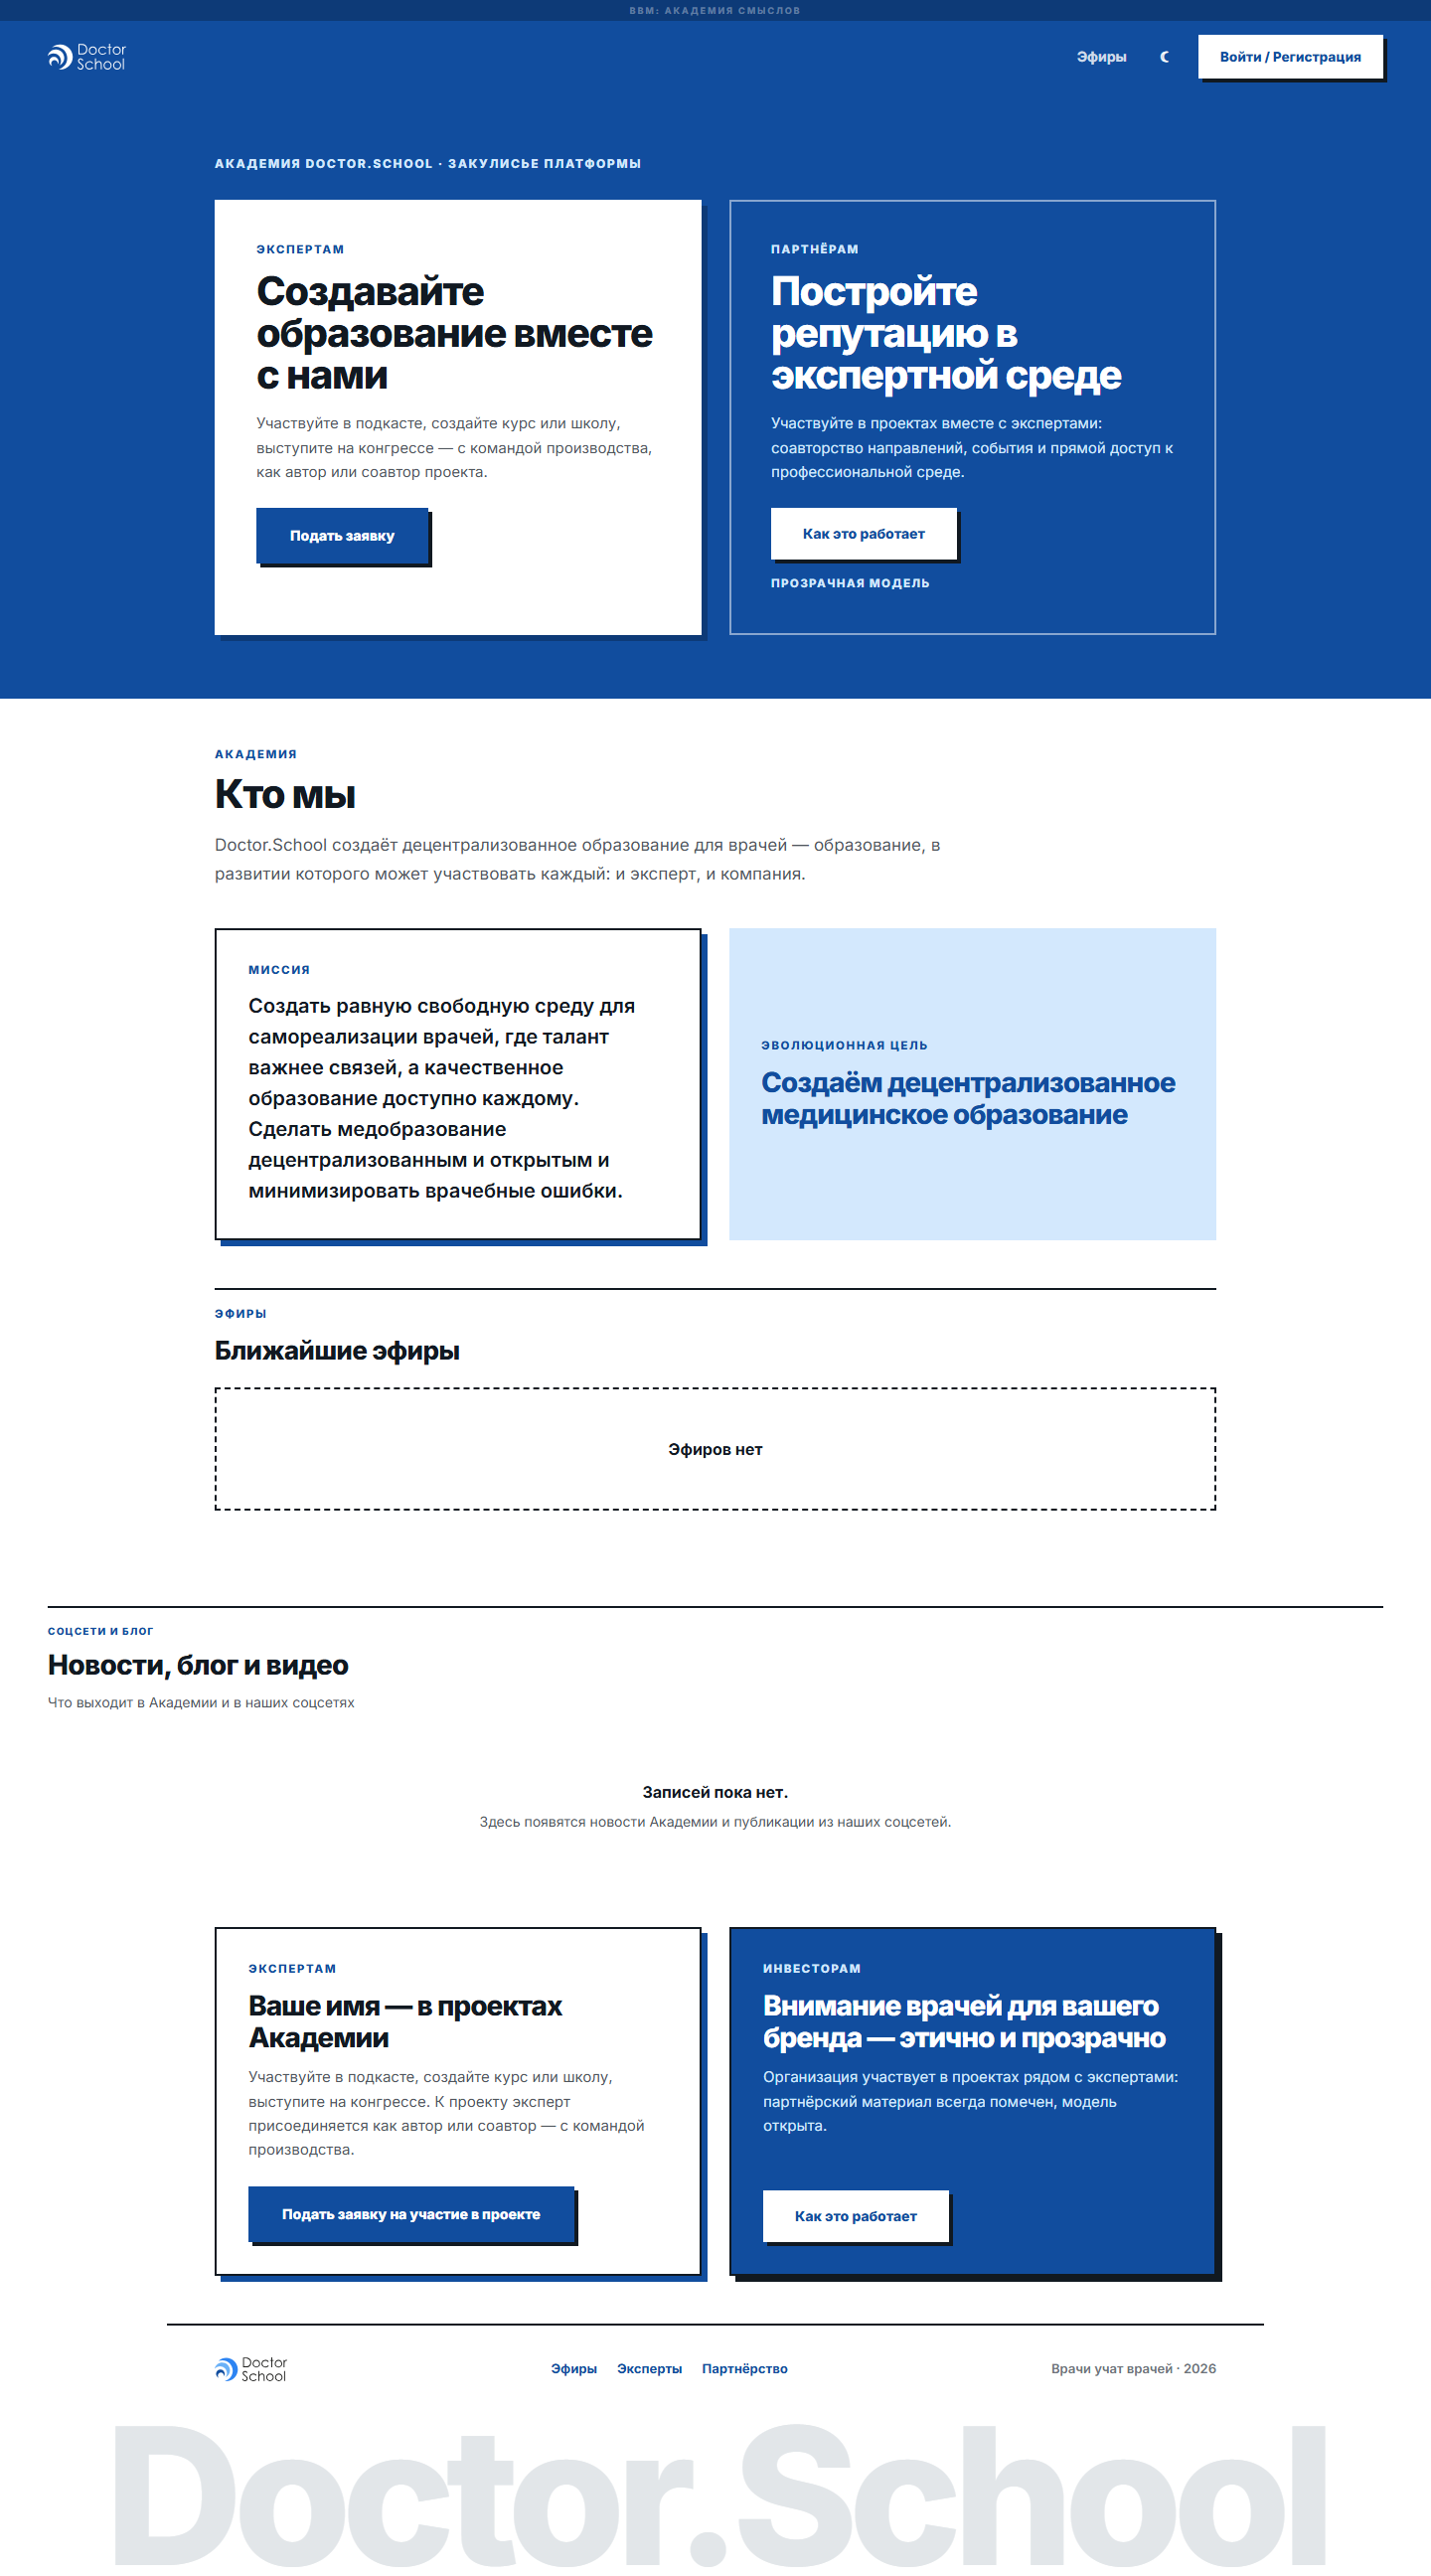 ВВМ: АКАДЕМИЯ СМЫСЛОВ
Doctor
School
Эфиры
Войти / Регистрация
АКАДЕМИЯ DOCTOR.SCHOOL · ЗАКУЛИСЬЕ ПЛАТФОРМЫ
ЭКСПЕРТАМ
Создавайте
образование вместе
с нами
Участвуйте в подкасте, создайте курс или школу,
выступите на конгрессе — с командой производства,
как автор или соавтор проекта.
Подать заявку
ПАРТНЁРАМ
Постройте
репутацию в
экспертной среде
Участвуйте в проектах вместе с экспертами:
соавторство направлений, события и прямой доступ к
профессиональной среде.
Как это работает
ПРОЗРАЧНАЯ МОДЕЛЬ
АКАДЕМИЯ
Кто мы
Doctor.School создаёт децентрализованное образование для врачей — образование, в
развитии которого может участвовать каждый: и эксперт, и компания.
МИССИЯ
Создать равную свободную среду для
самореализации врачей, где талант
важнее связей, а качественное
образование доступно каждому.
Сделать медобразование
децентрализованным и открытым и
минимизировать врачебные ошибки.
ЭВОЛЮЦИОННАЯ ЦЕЛЬ
Создаём децентрализованное
медицинское образование
ЭФИРЫ
Ближайшие эфиры
Эфиров нет
СОЦСЕТИ И БЛОГ
Новости, блог и видео
Что выходит в Академии и в наших соцсетях
Записей пока нет.
Здесь появятся новости Академии и публикации из наших соцсетей.
ЭКСПЕРТАМ
Ваше имя — в проектах
Академии
Участвуйте в подкасте, создайте курс или школу,
выступите на конгрессе. К проекту эксперт
присоединяется как автор или соавтор — с командой
производства.
Подать заявку на участие в проекте
ИНВЕСТОРАМ
Внимание врачей для вашего
бренда — этично и прозрачно
Организация участвует в проектах рядом с экспертами:
партнёрский материал всегда помечен, модель
открыта.
Как это работает
Doctor
School
Эфиры
Эксперты
Партнёрство
Врачи учат врачей · 2026
Doctor.School